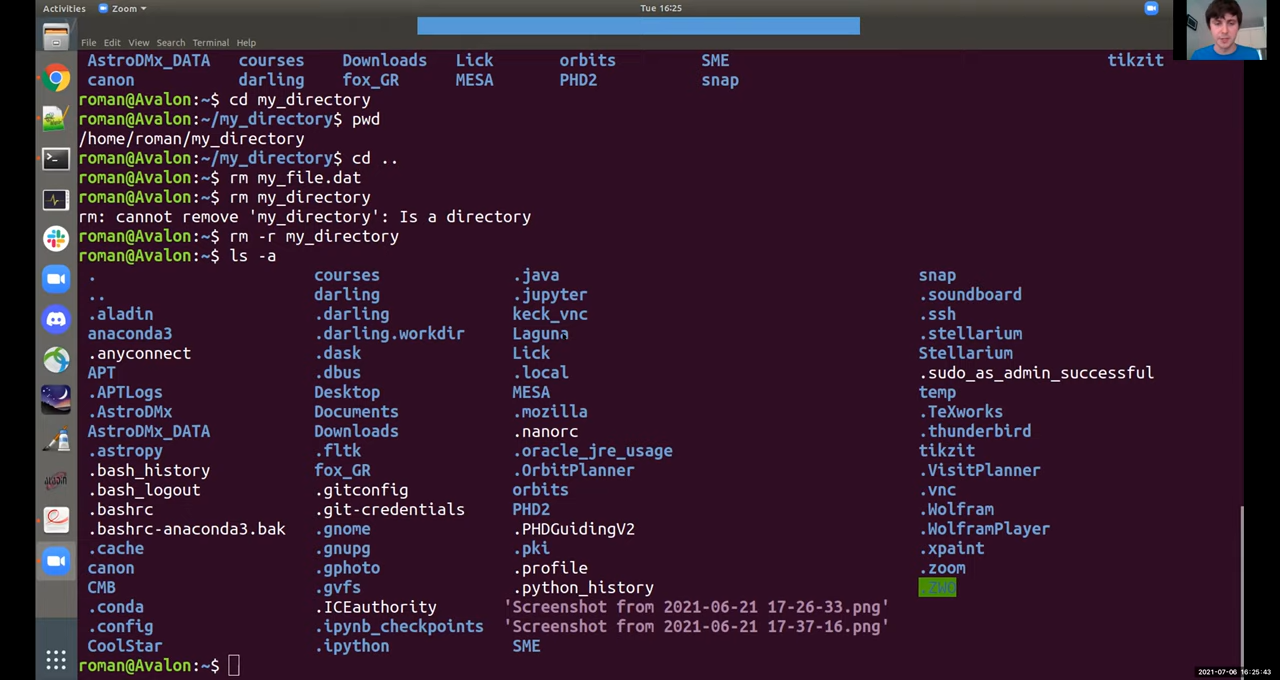 Activities Zoom Tue 16:25
File Edit View Search Terminal Help
AstroDMx_DATA courses Downloads Lick orbits SME tikzit
canon darling fox_GR MESA PHD2 snap
roman@Avalon:~$ cd my_directory
roman@Avalon:~/my_directory$ pwd
/home/roman/my_directory
roman@Avalon:~/my_directory$ cd ..
roman@Avalon:~$ rm my_file.dat
roman@Avalon:~$ rm my_directory
rm: cannot remove 'my_directory': Is a directory
roman@Avalon:~$ rm -r my_directory
roman@Avalon:~$ ls -a
. courses .java snap
.. darling .jupyter .soundboard
.aladin .darling keck_vnc .ssh
anaconda3 .darling.workdir Laguna .stellarium
.anyconnect .dask Lick Stellarium
APT .dbus .local .sudo_as_admin_successful
.APTLogs Desktop MESA temp
.AstroDMx Documents .mozilla .TeXworks
AstroDMx_DATA Downloads .nanorc .thunderbird
.astropy .fltk .oracle_jre_usage tikzit
.bash_history fox_GR .OrbitPlanner .VisitPlanner
.bash_logout .gitconfig orbits .vnc
.bashrc .git-credentials PHD2 .Wolfram
.bashrc-anaconda3.bak .gnome .PHDGuidingV2 .WolframPlayer
.cache .gnupg .pki .xpaint
canon .gphoto .profile .zoom
CMB .gvfs .python_history .ZWO
.conda .ICEauthority 'Screenshot from 2021-06-21 17-26-33.png'
.config .ipynb_checkpoints 'Screenshot from 2021-06-21 17-37-16.png'
CoolStar .ipython SME
roman@Avalon:~$
2021-07-06 16:25:43